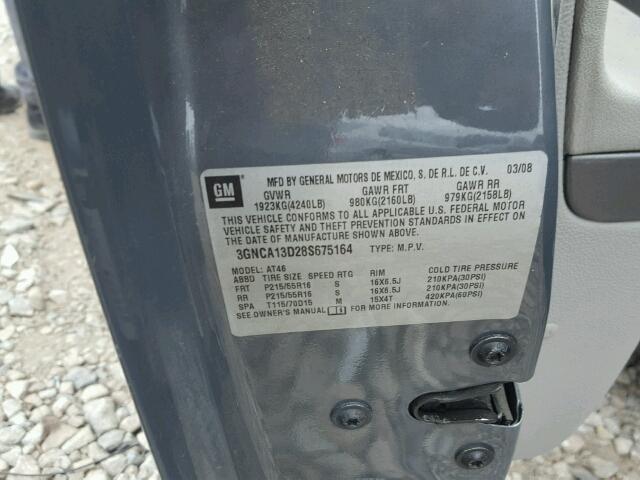 GM
MFD BY GENERAL MOTORS DE MEXICO, S. DE R.L. DE C.V. 03/08
GVWR GAWR FRT GAWR RR
1923KG(4240LB) 980KG(2160LB) 979KG(2158LB)
THIS VEHICLE CONFORMS TO ALL APPLICABLE U.S. FEDERAL MOTOR
VEHICLE SAFETY AND THEFT PREVENTION STANDARDS IN EFFECT ON
THE DATE OF MANUFACTURE SHOWN ABOVE.
3GNCA13D28S675164 TYPE: M.P.V.
MODEL: AT46
ABBD TIRE SIZE SPEED RTG RIM COLD TIRE PRESSURE
FRT P215/55R16 S 16X6.5J 210KPA(30PSI)
RR P215/55R16 S 16X6.5J 210KPA(30PSI)
SPA T115/70D15 M 15X4T 420KPA(60PSI)
SEE OWNER'S MANUAL FOR MORE INFORMATION.